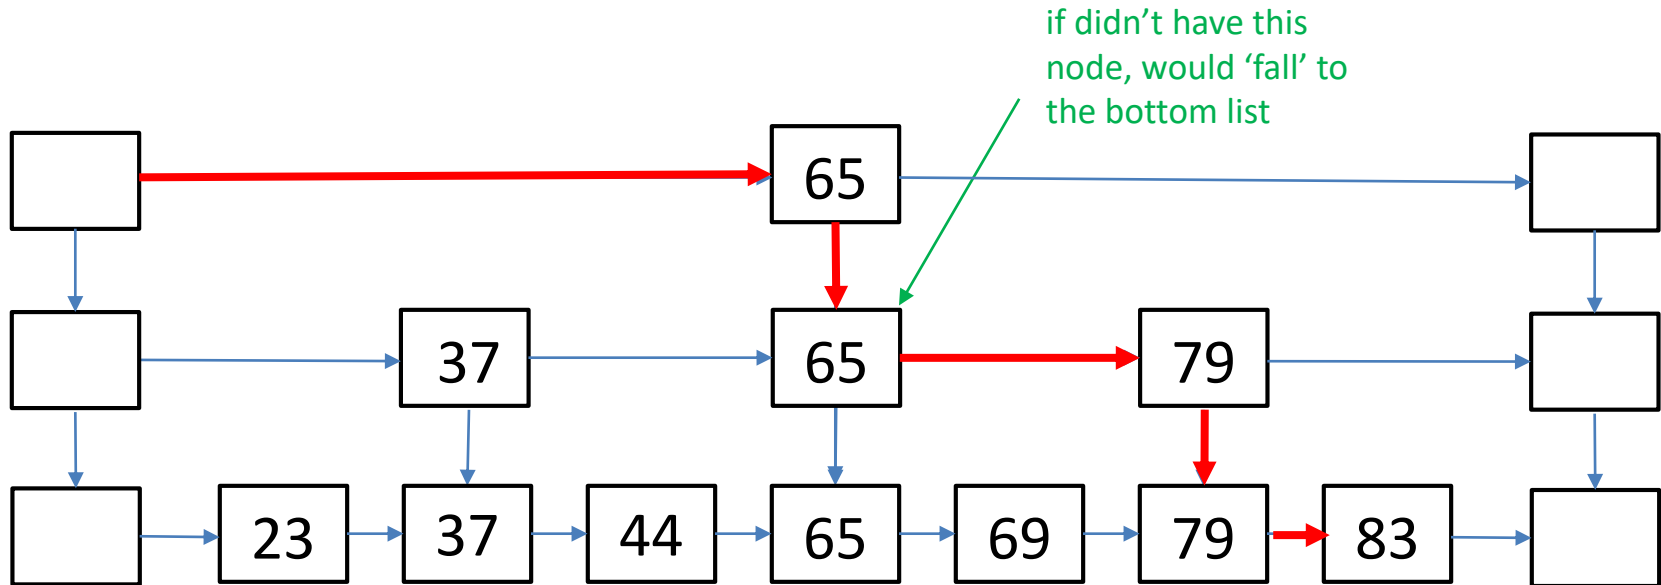 if didn’t have this
node, would ‘fall’ to
the bottom list
65
37 65 79
23 37 44 65 69 79 83